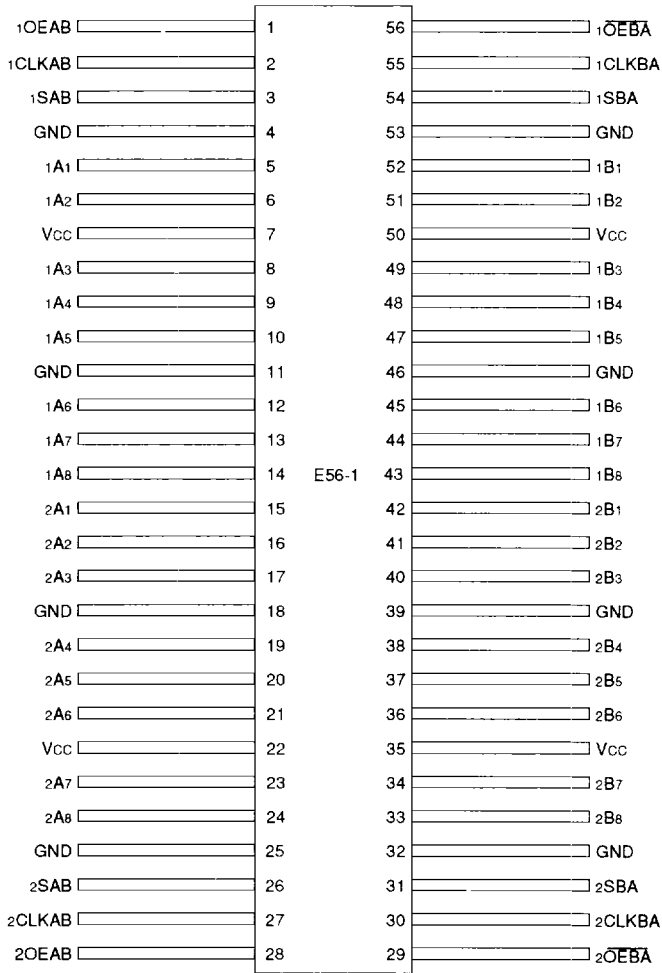 1OEAB 1 56 1O̅E̅B̅A̅
1CLKAB 2 55 1CLKBA
1SAB 3 54 1SBA
GND 4 53 GND
1A1 5 52 1B1
1A2 6 51 1B2
VCC 7 50 VCC
1A3 8 49 1B3
1A4 9 48 1B4
1A5 10 47 1B5
GND 11 46 GND
1A6 12 45 1B6
1A7 13 44 1B7
1A8 14 E56-1 43 1B8
2A1 15 42 2B1
2A2 16 41 2B2
2A3 17 40 2B3
GND 18 39 GND
2A4 19 38 2B4
2A5 20 37 2B5
2A6 21 36 2B6
VCC 22 35 VCC
2A7 23 34 2B7
2A8 24 33 2B8
GND 25 32 GND
2SAB 26 31 2SBA
2CLKAB 27 30 2CLKBA
2OEAB 28 29 2O̅E̅B̅A̅